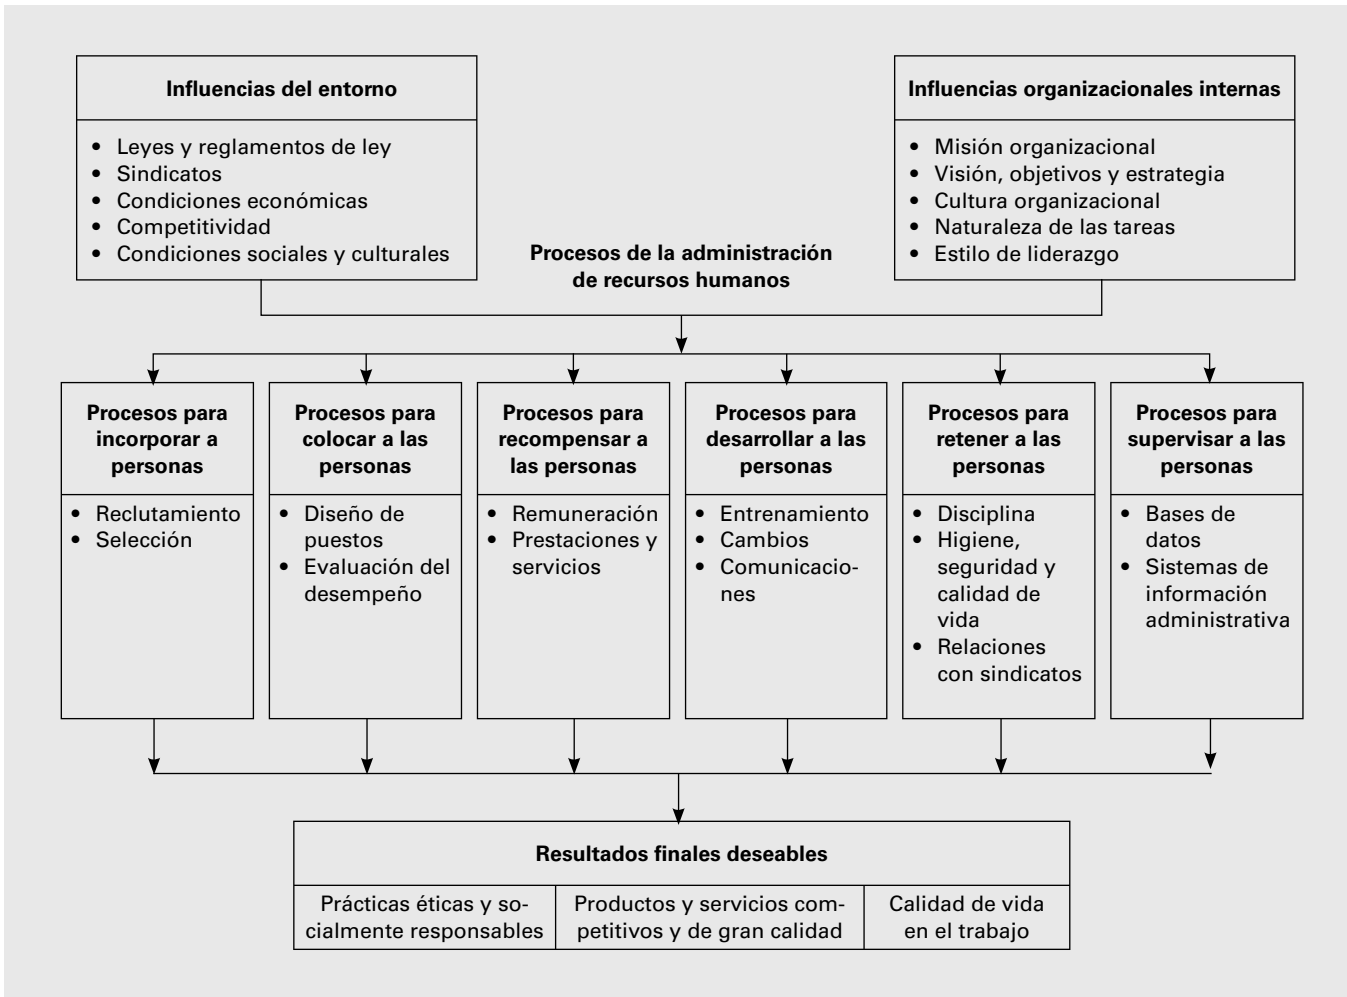 Influencias del entorno
• Leyes y reglamentos de ley
• Sindicatos
• Condiciones económicas
• Competitividad
• Condiciones sociales y culturales
Influencias organizacionales internas
• Misión organizacional
• Visión, objetivos y estrategia
• Cultura organizacional
• Naturaleza de las tareas
• Estilo de liderazgo
Procesos de la administración
de recursos humanos
Procesos para
incorporar a
personas
• Reclutamiento
• Selección
Procesos para
colocar a las
personas
• Diseño de
puestos
• Evaluación del
desempeño
Procesos para
recompensar a
las personas
• Remuneración
• Prestaciones y
servicios
Procesos para
desarrollar a las
personas
• Entrenamiento
• Cambios
• Comunicacio-
nes
Procesos para
retener a las
personas
• Disciplina
• Higiene,
seguridad y
calidad de
vida
• Relaciones
con sindicatos
Procesos para
supervisar a las
personas
• Bases de
datos
• Sistemas de
información
administrativa
Resultados finales deseables
Prácticas éticas y so-
cialmente responsables
Productos y servicios com-
petitivos y de gran calidad
Calidad de vida
en el trabajo